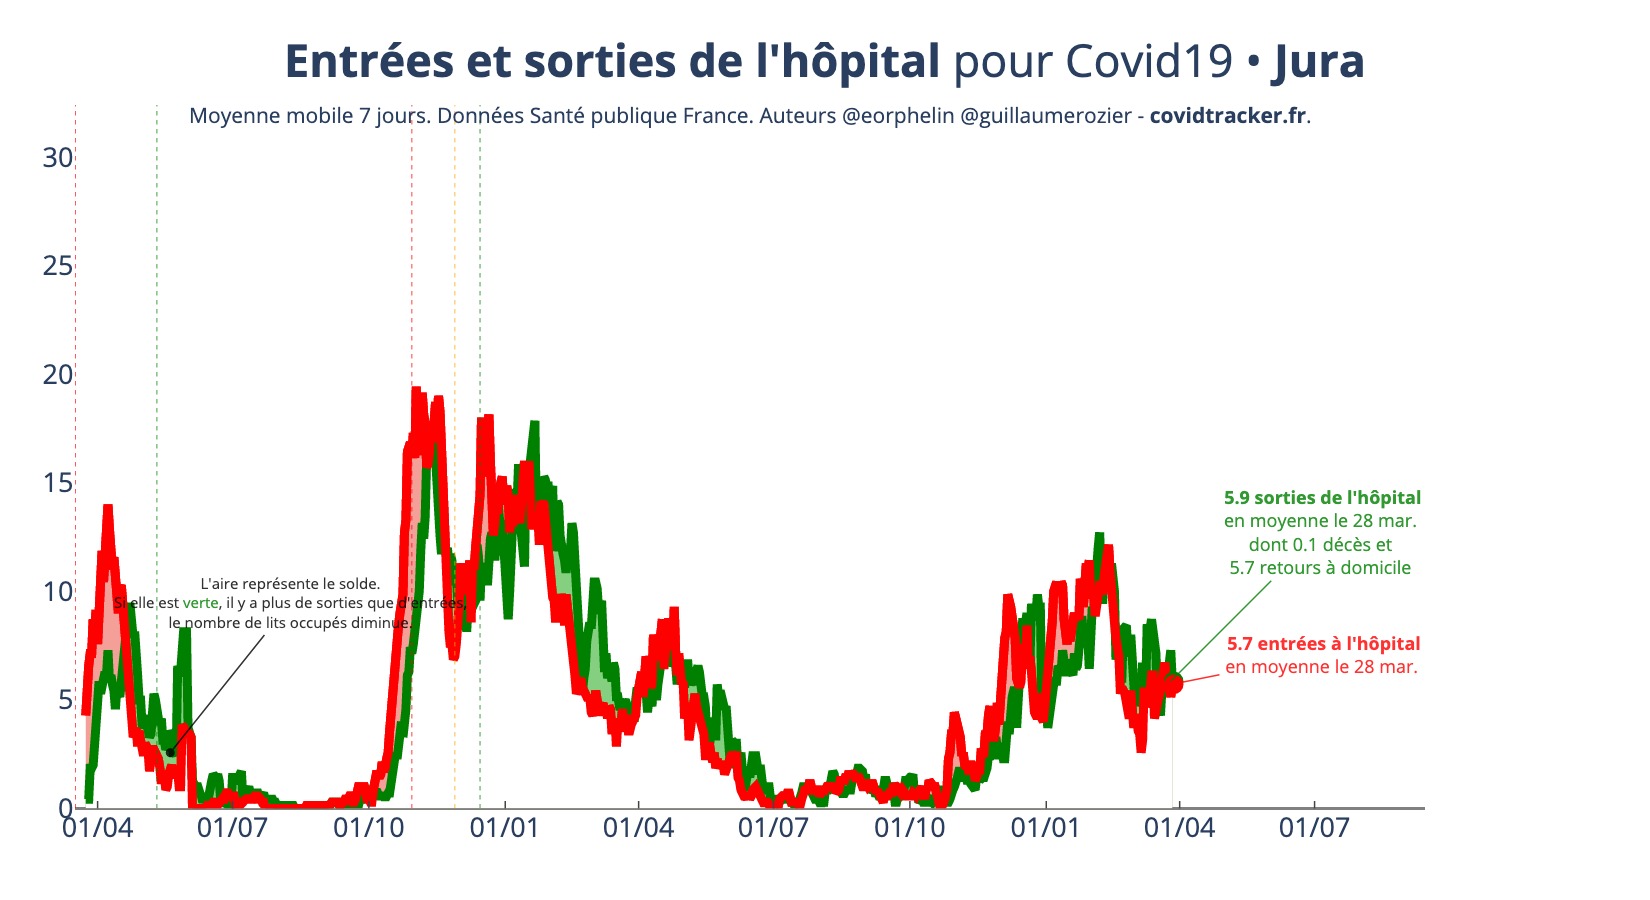 Entrées et sorties de l'hôpital pour Covid19 • Jura
Moyenne mobile 7 jours. Données Santé publique France. Auteurs @eorphelin @guillaumerozier - covidtracker.fr.
30
25
20
15
10
5
0
L'aire représente le solde.
Si elle est verte, il y a plus de sorties que d'entrées,
le nombre de lits occupés diminue.
5.9 sorties de l'hôpital
en moyenne le 28 mar.
dont 0.1 décès et
5.7 retours à domicile
5.7 entrées à l'hôpital
en moyenne le 28 mar.
01/04 01/07 01/10 01/01 01/04 01/07 01/10 01/01 01/04 01/07